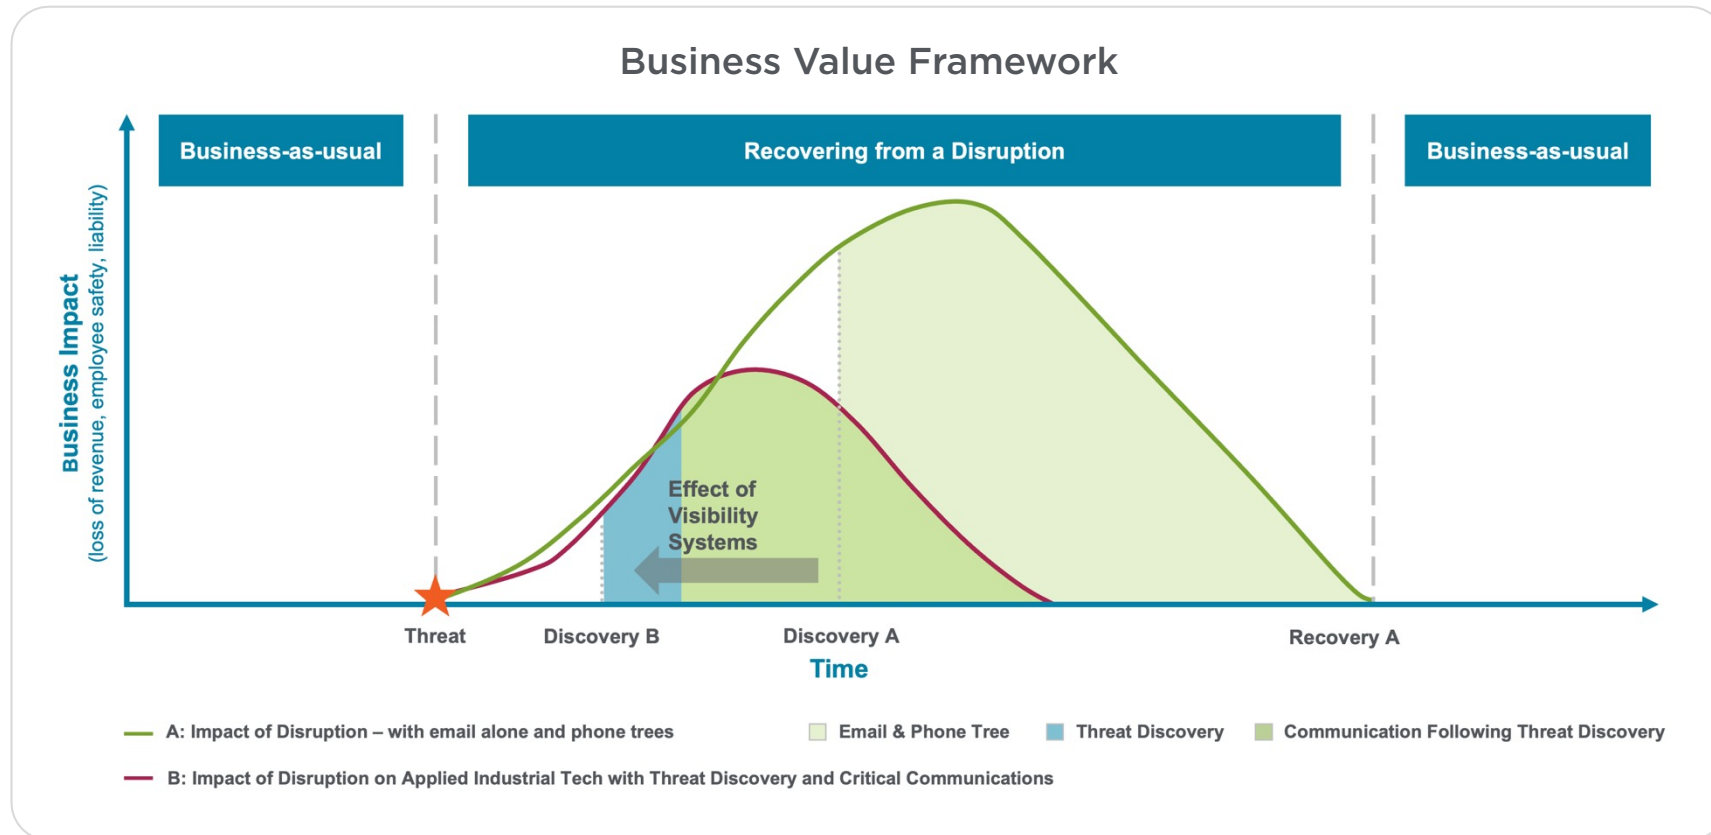 Business Value Framework
Business-as-usual
Recovering from a Disruption
Business-as-usual
Business Impact
(loss of revenue, employee safety, liability)
Effect of
Visibility
Systems
Threat
Discovery B
Discovery A
Recovery A
Time
A: Impact of Disruption – with email alone and phone trees
Email & Phone Tree
Threat Discovery
Communication Following Threat Discovery
B: Impact of Disruption on Applied Industrial Tech with Threat Discovery and Critical Communications